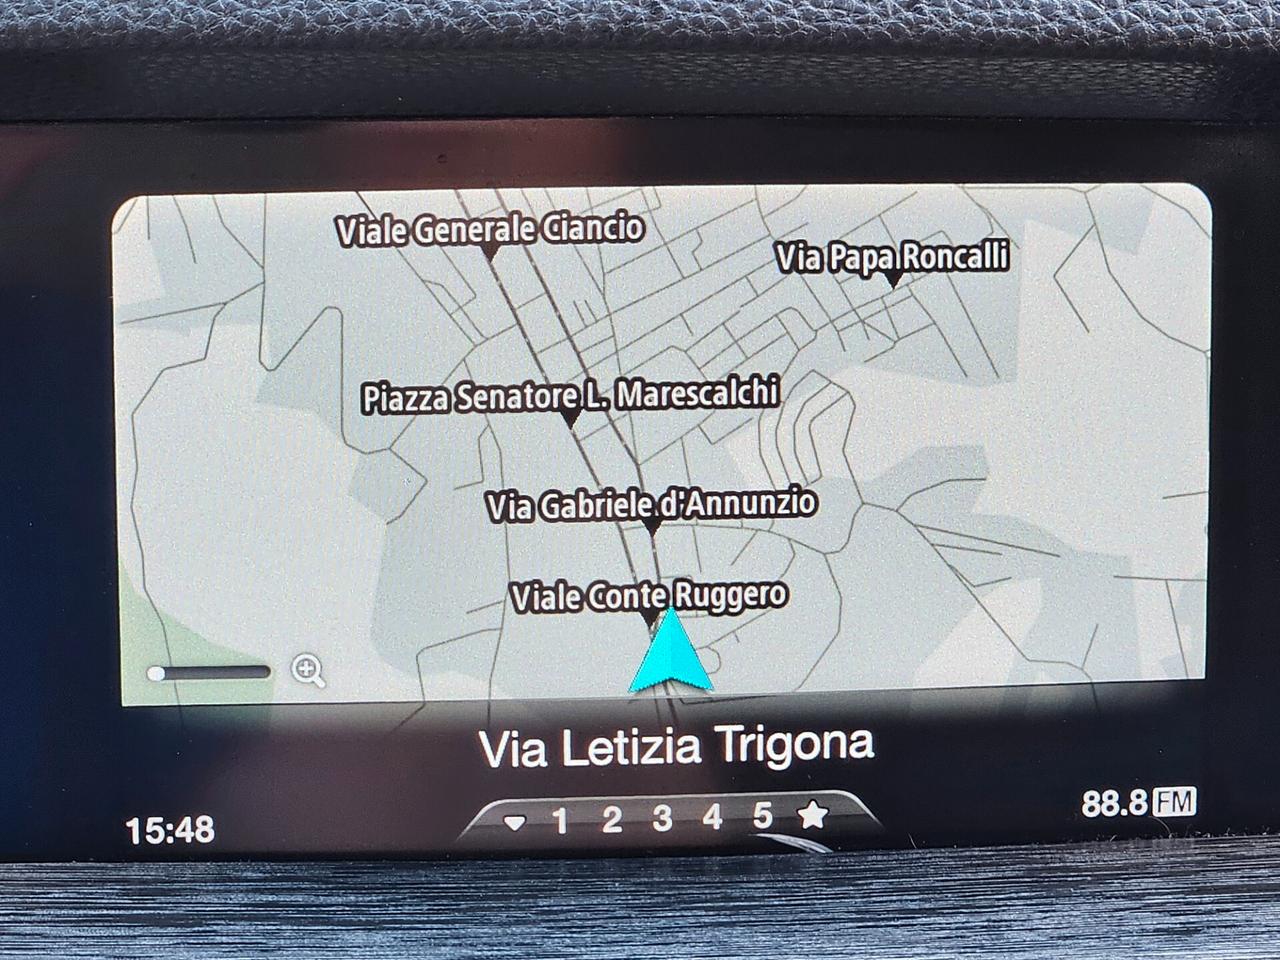 Viale Generale Ciancio
Via Papa Roncalli
Piazza Senatore L. Marescalchi
Via Gabriele d'Annunzio
Viale Conte Ruggero
Via Letizia Trigona
15:48
1 2 3 4 5
88.8 FM